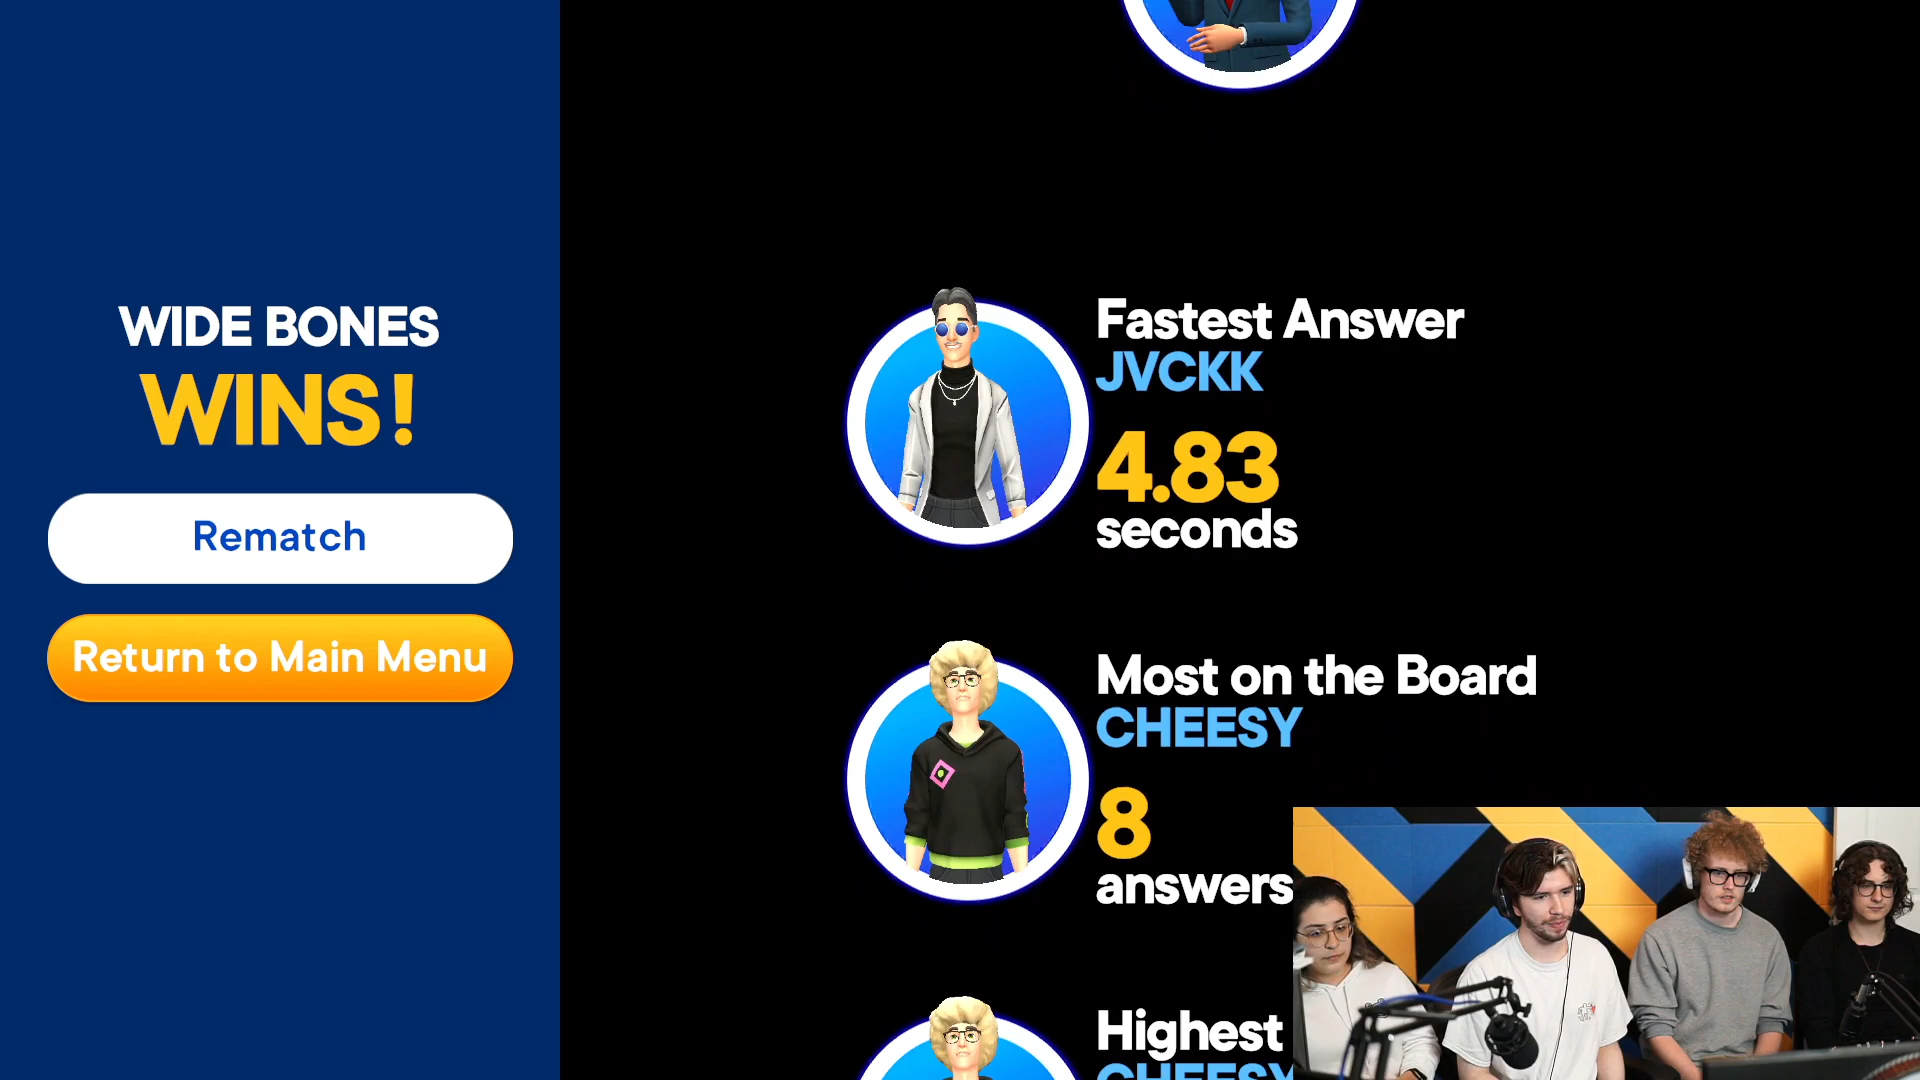 WIDE BONES
WINS!
Rematch
Return to Main Menu
Fastest Answer
JVCKK
4.83
seconds
Most on the Board
CHEESY
8
answers
Highest
CHEESY